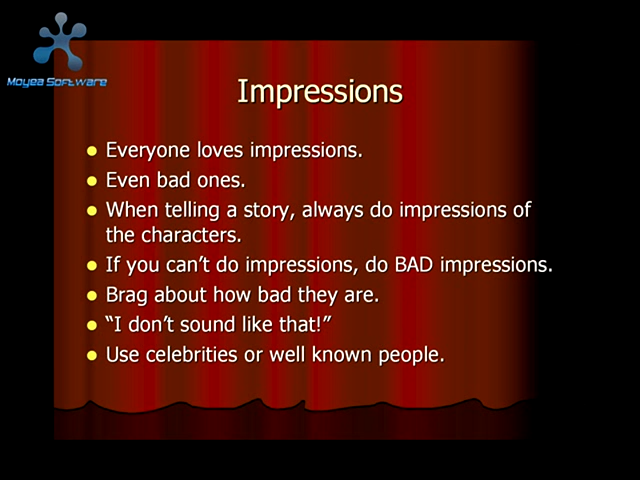 Moyea Software
Impressions
Everyone loves impressions.
Even bad ones.
When telling a story, always do impressions of
the characters.
If you can’t do impressions, do BAD impressions.
Brag about how bad they are.
“I don’t sound like that!”
Use celebrities or well known people.